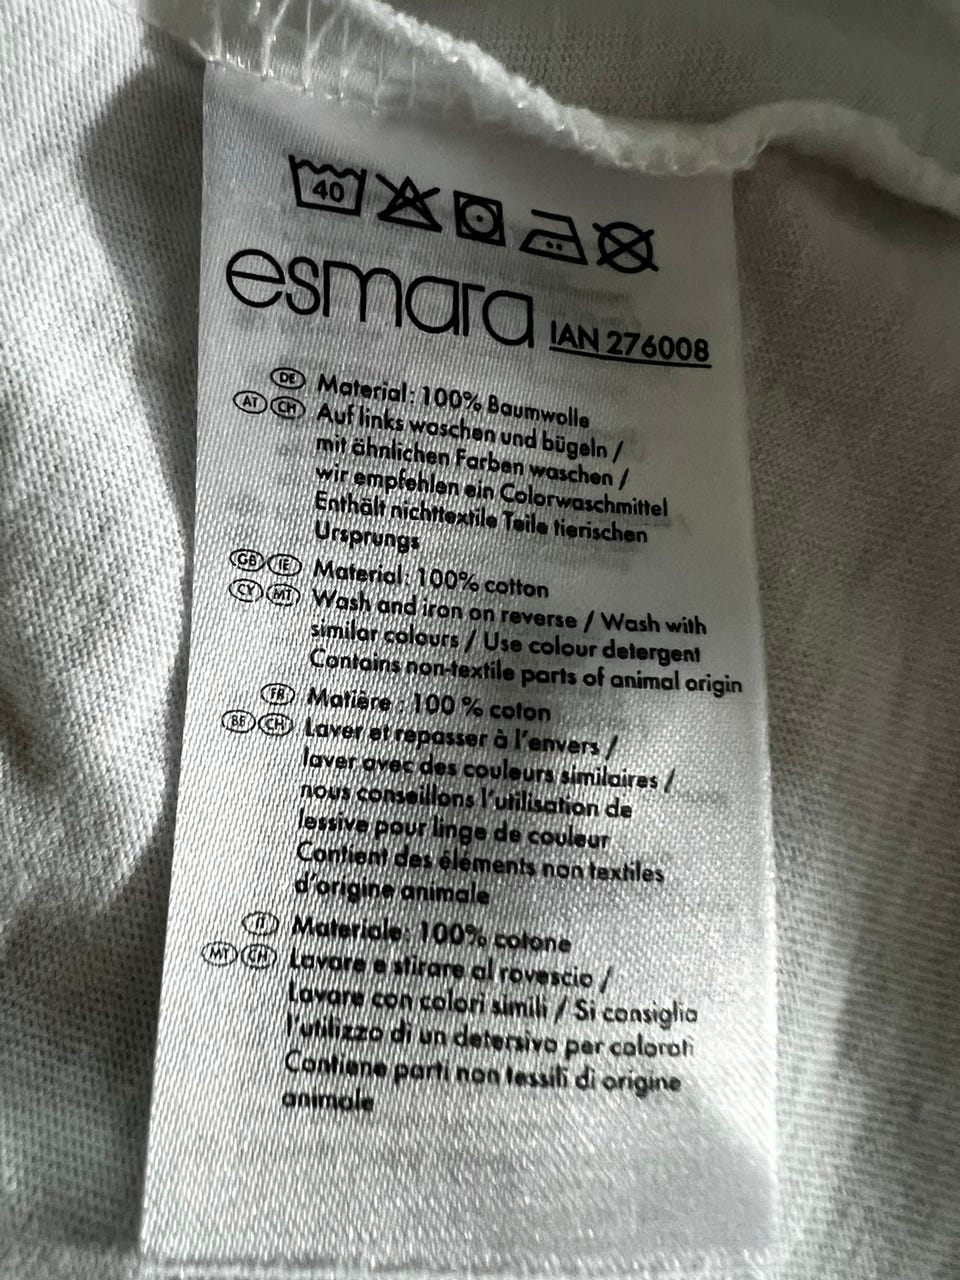 40
esmara IAN 276008
DE Material: 100% Baumwolle
AT CH Auf links waschen und bügeln /
mit ähnlichen Farben waschen /
wir empfehlen ein Colorwaschmittel
Enthält nichttextile Teile tierischen
Ursprungs
GB IE Material: 100% cotton
CY MT Wash and iron on reverse / Wash with
similar colours / Use colour detergent
Contains non-textile parts of animal origin
FR Matière : 100 % coton
BE CH Laver et repasser à l'envers /
laver avec des couleurs similaires /
nous conseillons l'utilisation de
lessive pour linge de couleur
Contient des éléments non textiles
d'origine animale
IT Materiale: 100% cotone
MT CH Lavare e stirare al rovescio /
Lavare con colori simili / Si consiglia
l'utilizzo di un detersivo per colorati
Contiene parti non tessili di origine
animale